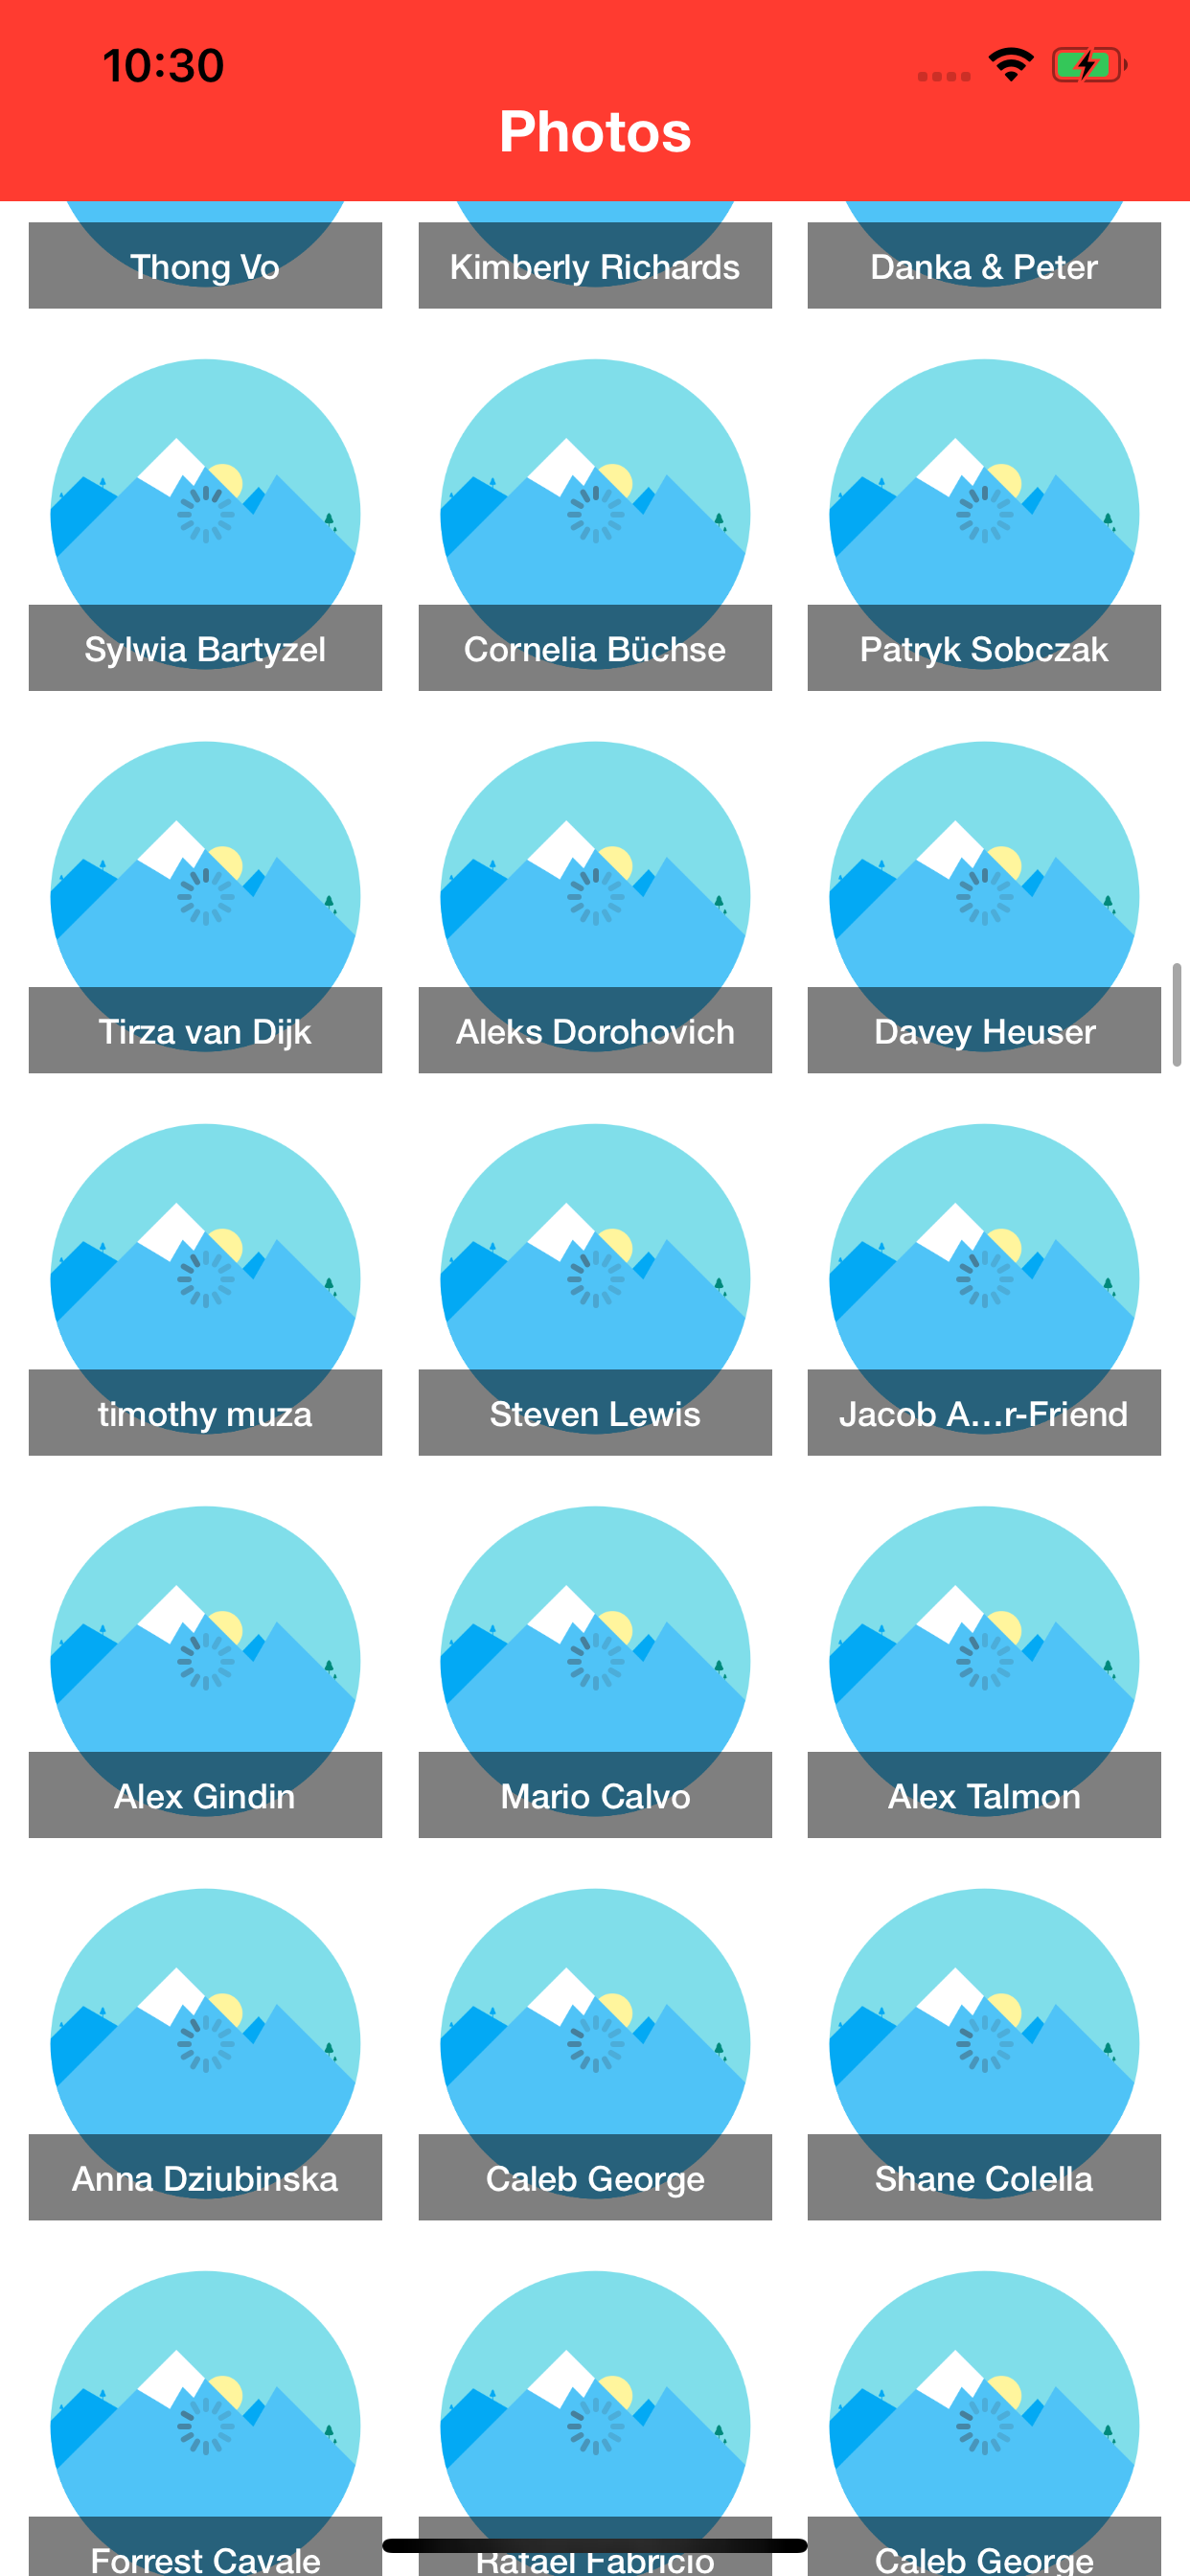 10:30
Photos
Thong Vo
Kimberly Richards
Danka & Peter
Sylwia Bartyzel
Cornelia Büchse
Patryk Sobczak
Tirza van Dijk
Aleks Dorohovich
Davey Heuser
timothy muza
Steven Lewis
Jacob A...r-Friend
Alex Gindin
Mario Calvo
Alex Talmon
Anna Dziubinska
Caleb George
Shane Colella
Forrest Cavale
Rafael Fabricio
Caleb George